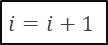 i = i + 1